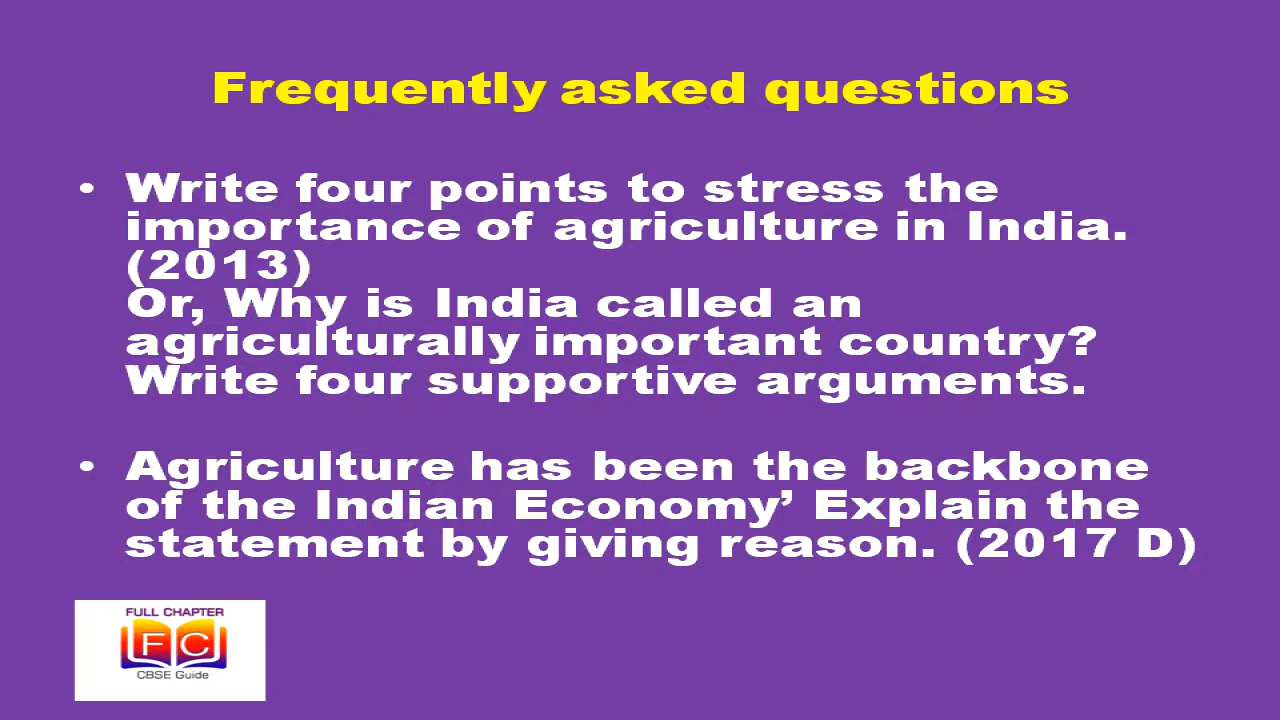 Frequently asked questions
• Write four points to stress the
importance of agriculture in India.
(2013)
Or, Why is India called an
agriculturally important country?
Write four supportive arguments.
• Agriculture has been the backbone
of the Indian Economy’ Explain the
statement by giving reason. (2017 D)
FULL CHAPTER
FC
CBSE Guide